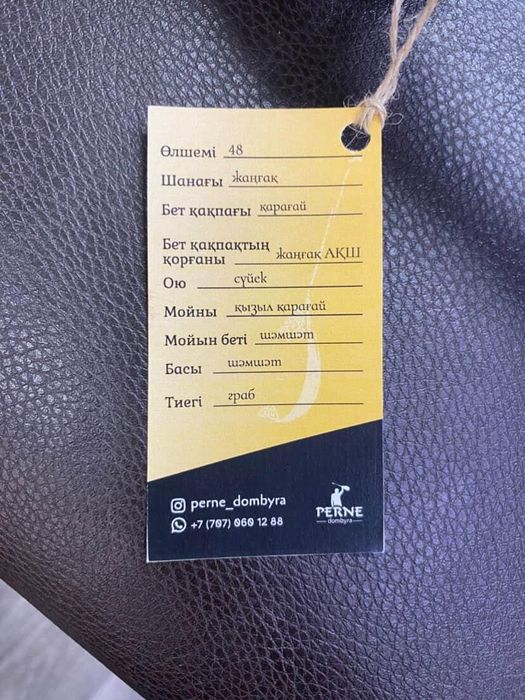 Өлшемі 48
Шанағы жаңғақ
Бет қақпағы қарағай
Бет қақпақтың
қорғаны жаңғақ АҚШ
Ою сүйек
Мойны қызыл қарағай
Мойын беті шәмшәт
Басы шәмшәт
Тиегі граб
perne_dombyra
+7 (707) 060 12 88
PERNE
dombyra